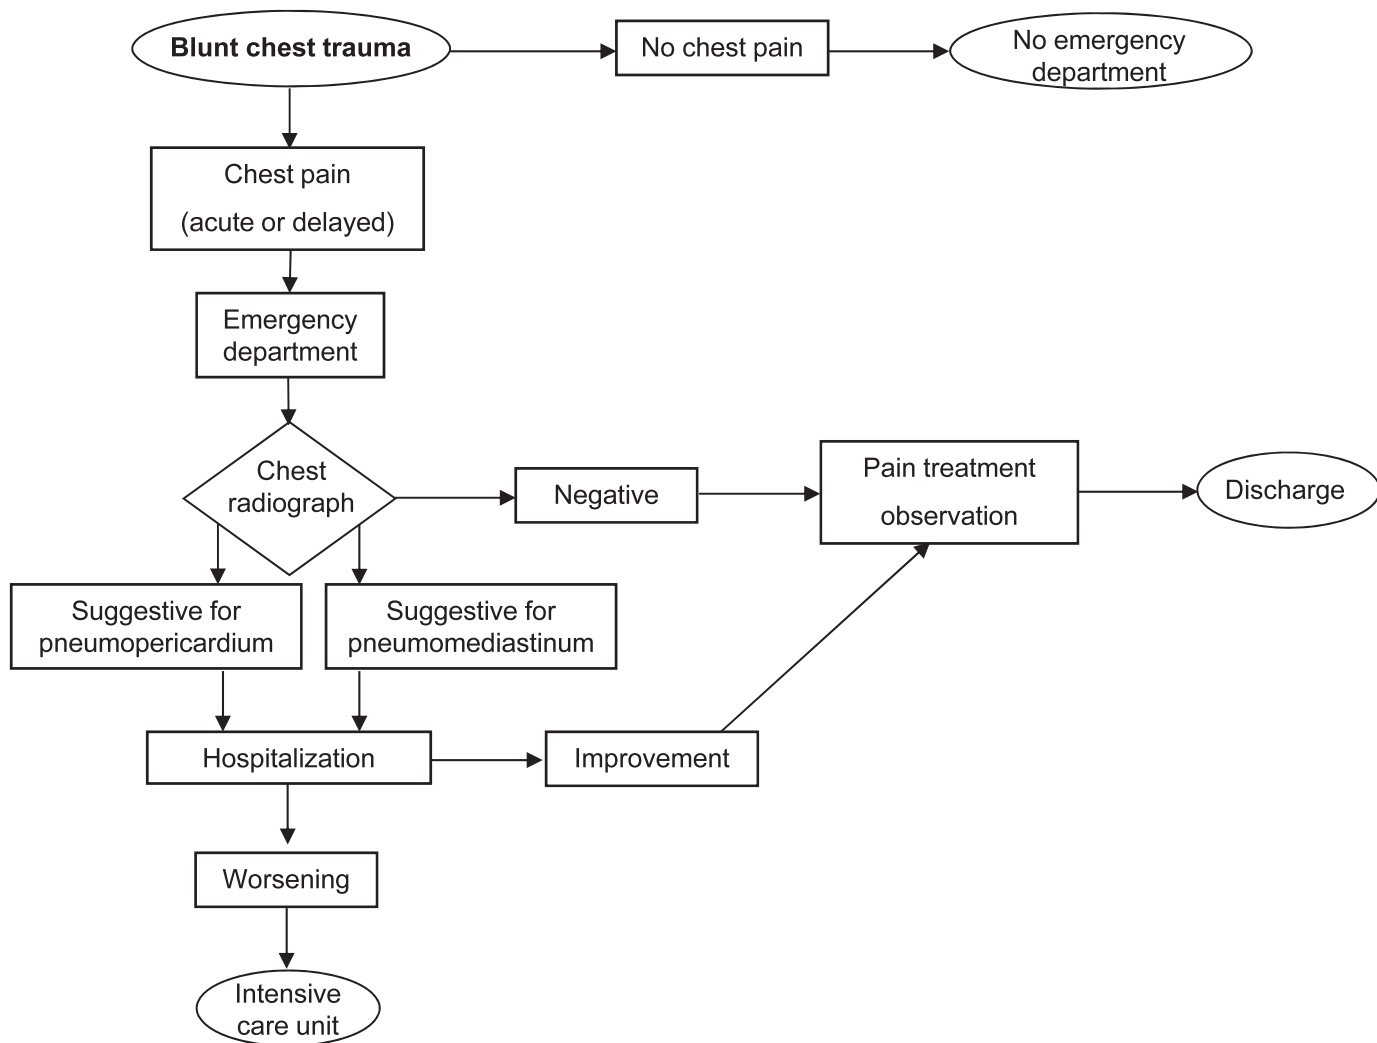 Blunt chest trauma
No chest pain
No emergency
department
Chest pain
(acute or delayed)
Emergency
department
Chest
radiograph
Negative
Pain treatment
observation
Discharge
Suggestive for
pneumopericardium
Suggestive for
pneumomediastinum
Hospitalization
Improvement
Worsening
Intensive
care unit